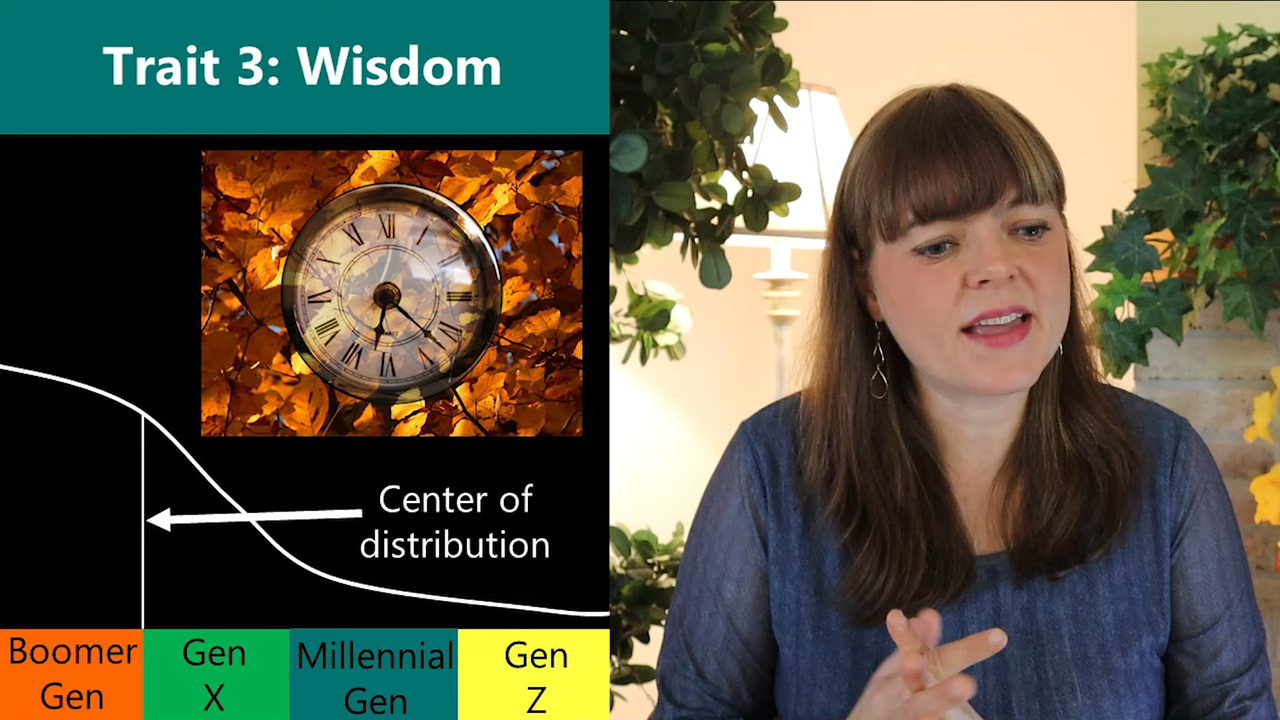 Trait 3: Wisdom
Center of
distribution
Boomer
Gen
Gen
X
Millennial
Gen
Gen
Z